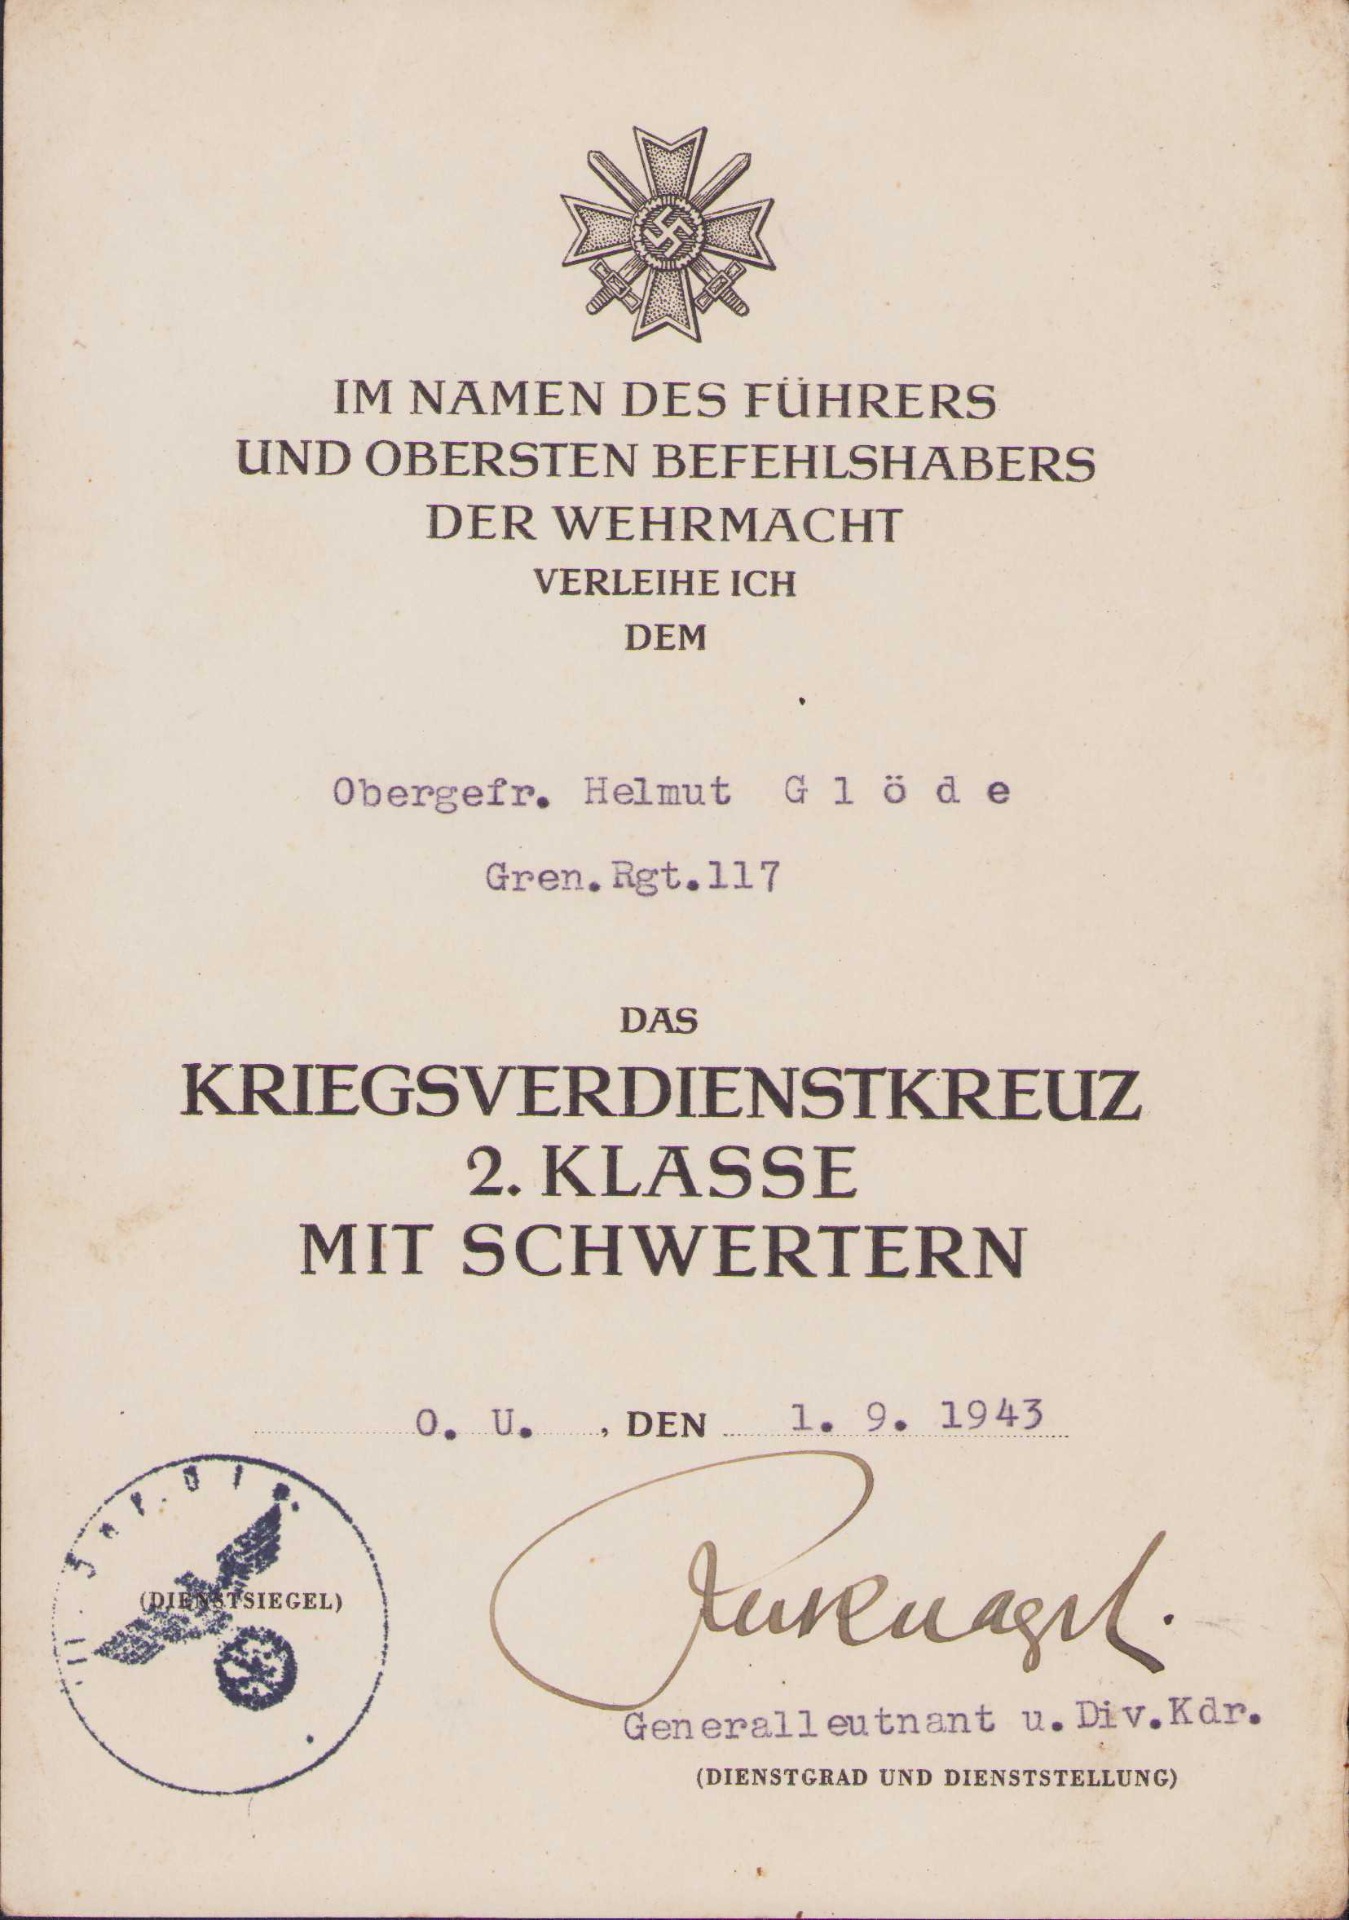 IM NAMEN DES FÜHRERS
UND OBERSTEN BEFEHLSHABERS
DER WEHRMACHT
VERLEIHE ICH
DEM
Obergefr. Helmut G l ö d e
Gren.Rgt.117
DAS
KRIEGSVERDIENSTKREUZ
2. KLASSE
MIT SCHWERTERN
O. U. , DEN 1. 9. 1943
(DIENSTSIEGEL)
Generalleutnant u.Div.Kdr.
(DIENSTGRAD UND DIENSTSTELLUNG)